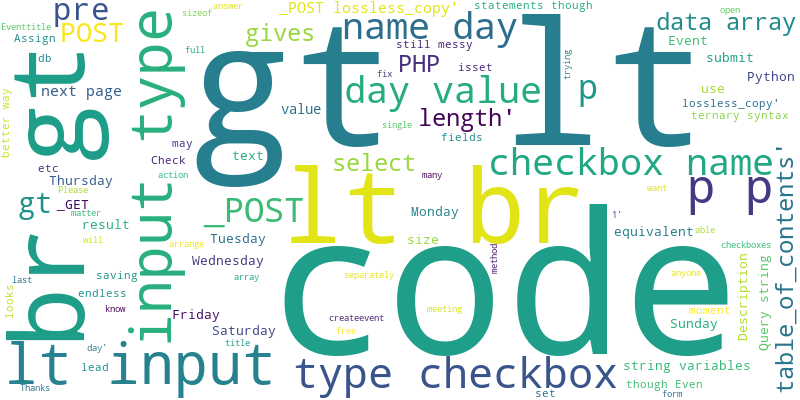 pre
Eventtitle
sizeof
answer
_POST lossless_copy'
statements though
open
full
POST
Assign
gives
name day
data array
db
still messy
Event
PHP
isset
trying
submit
next page
fix
Python
gt
input type
gt lt
day value
p
use
lossless_copy'
value
length'
ternary syntax
better way
single
fields
may
Check
text
select
checkbox name
etc
Thursday
action
many
Please
want
lt br
p p
gt
_GET
_POST
matter
result
Monday
1'
will
Tuesday
size
equivalent
able
br
arrange
checkboxes
Wednesday
method
anyone
saving
array
separately
last
endless
code
Description
Query string
table_of_contents'
looks
know
Friday
createevent
meeting
moment
Saturday
free
Sunday
day'
title
lt input
lead
type checkbox
string variables
though Even
Thanks
set
form